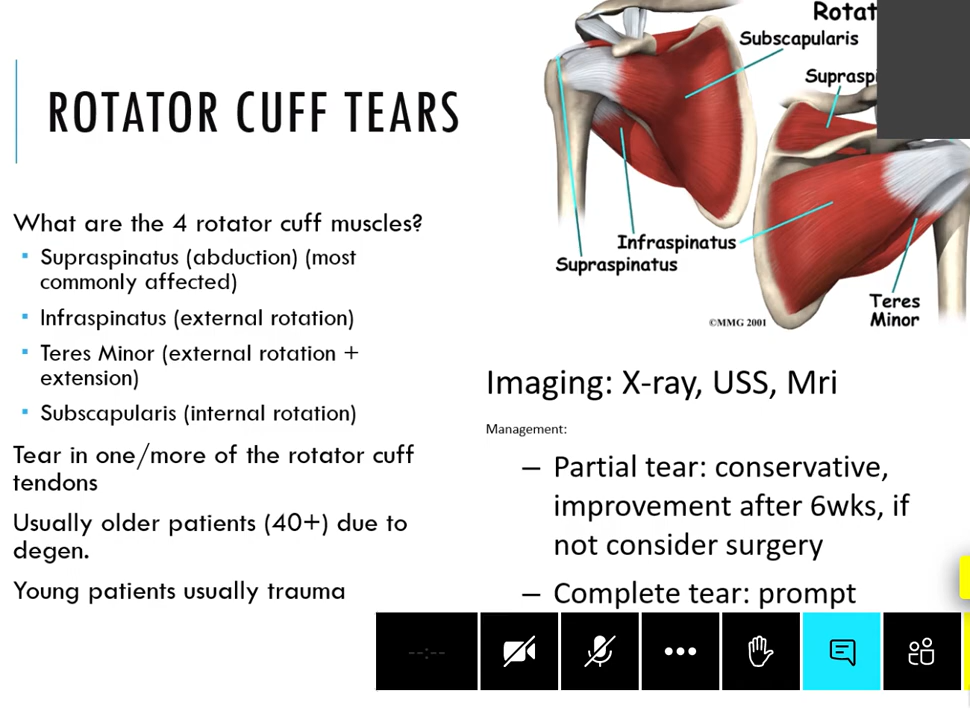 ROTATOR CUFF TEARS
What are the 4 rotator cuff muscles?
Supraspinatus (abduction) (most
commonly affected)
Infraspinatus (external rotation)
Teres Minor (external rotation +
extension)
Subscapularis (internal rotation)
Tear in one/more of the rotator cuff
tendons
Usually older patients (40+) due to
degen.
Young patients usually trauma
Rotat
Subscapularis
Supraspi
Infraspinatus
Supraspinatus
Teres
Minor
©MMG 2001
Imaging: X-ray, USS, Mri
Management:
– Partial tear: conservative,
improvement after 6wks, if
not consider surgery
– Complete tear: prompt
--:--